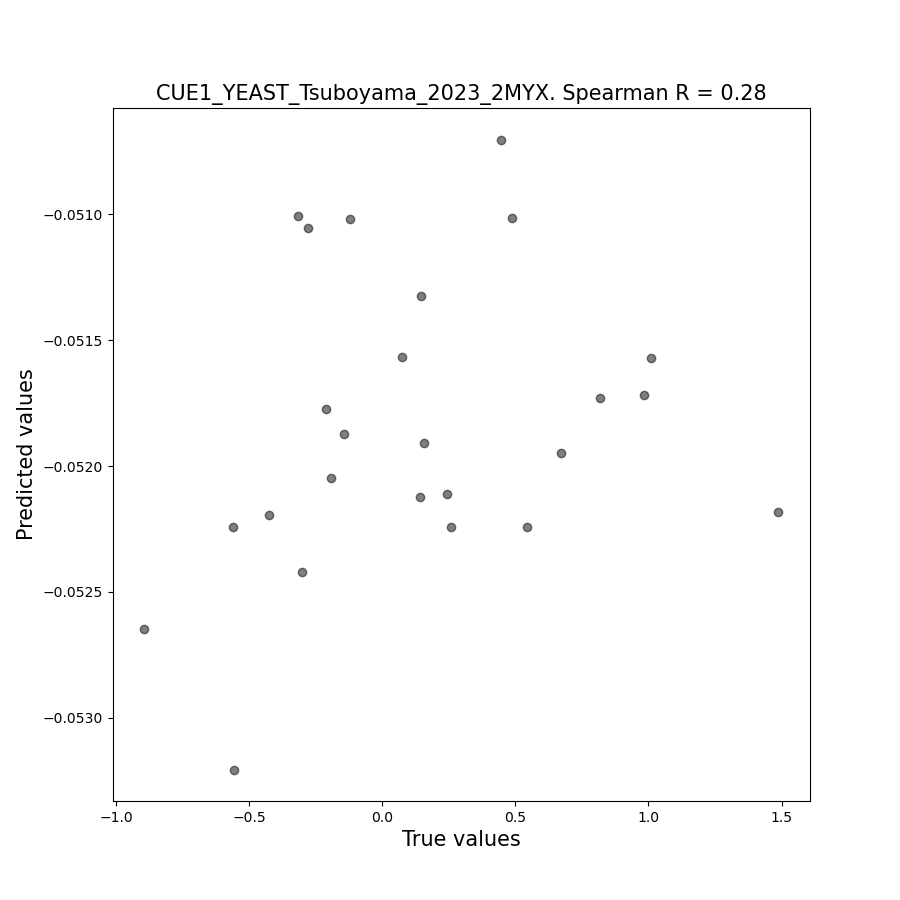 CUE1_YEAST_Tsuboyama_2023_2MYX. Spearman R = 0.28
−0.0510
−0.0515
−0.0520
−0.0525
−0.0530
Predicted values
−1.0 −0.5 0.0 0.5 1.0 1.5
True values